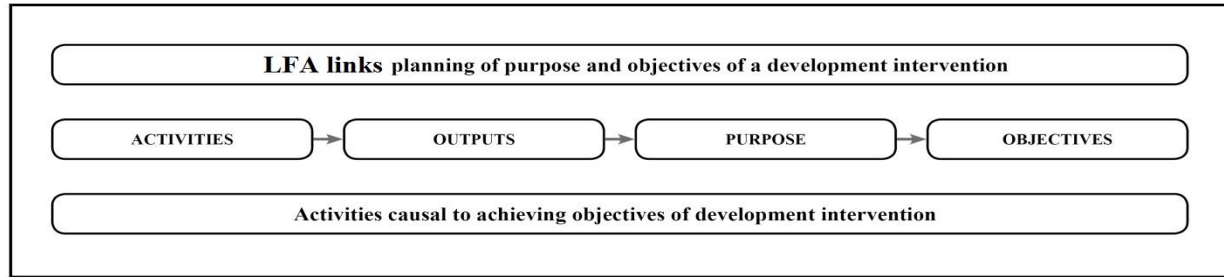 LFA links planning of purpose and objectives of a development intervention
ACTIVITIES
OUTPUTS
PURPOSE
OBJECTIVES
Activities causal to achieving objectives of development intervention